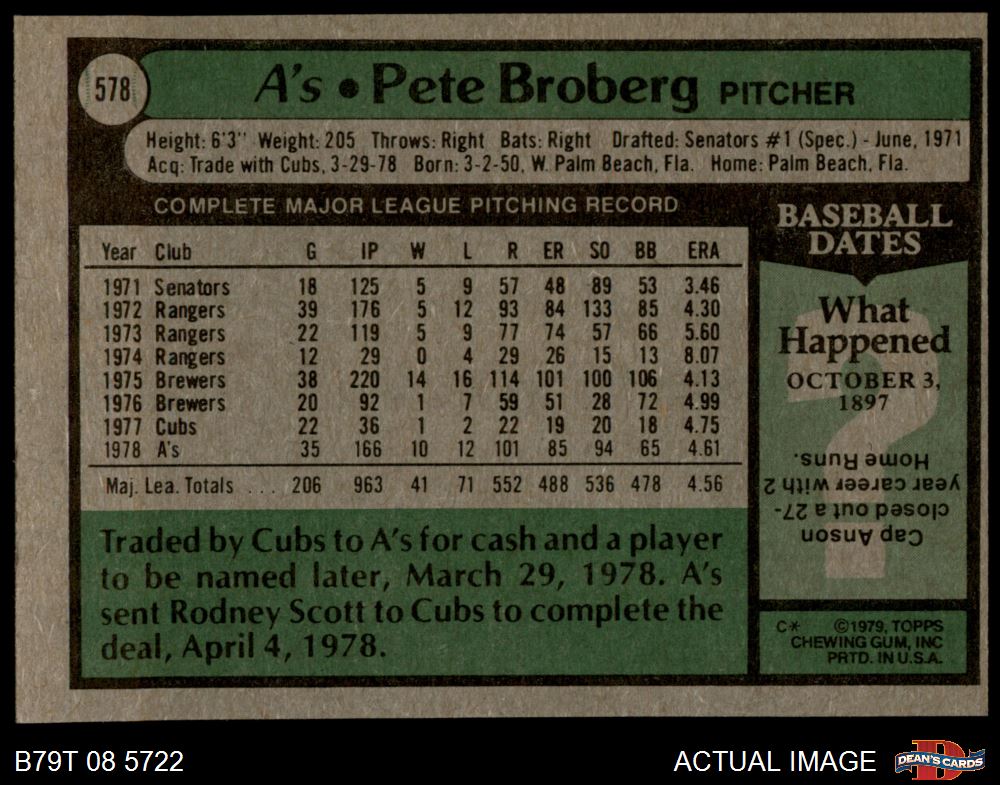 578
A's • Pete Broberg PITCHER
Height: 6'3" Weight: 205 Throws: Right Bats: Right Drafted: Senators #1 (Spec.) - June, 1971
Acq: Trade with Cubs, 3-29-78 Born: 3-2-50, W. Palm Beach, Fla. Home: Palm Beach, Fla.
COMPLETE MAJOR LEAGUE PITCHING RECORD
Year Club G IP W L R ER SO BB ERA
1971 Senators 18 125 5 9 57 48 89 53 3.46
1972 Rangers 39 176 5 12 93 84 133 85 4.30
1973 Rangers 22 119 5 9 77 74 57 66 5.60
1974 Rangers 12 29 0 4 29 26 15 13 8.07
1975 Brewers 38 220 14 16 114 101 100 106 4.13
1976 Brewers 20 92 1 7 59 51 28 72 4.99
1977 Cubs 22 36 1 2 22 19 20 18 4.75
1978 A's 35 166 10 12 101 85 94 65 4.61
Maj. Lea. Totals ... 206 963 41 71 552 488 536 478 4.56
Traded by Cubs to A's for cash and a player
to be named later, March 29, 1978. A's
sent Rodney Scott to Cubs to complete the
deal, April 4, 1978.
BASEBALL
DATES
What
Happened
OCTOBER 3,
1897
?
Cap Anson
closed out a 27-
year career with 2
Home Runs.
C* ©1979, TOPPS
CHEWING GUM, INC
PRTD. IN U.S.A.
B79T 08 5722
ACTUAL IMAGE
D
DEAN'S CARDS